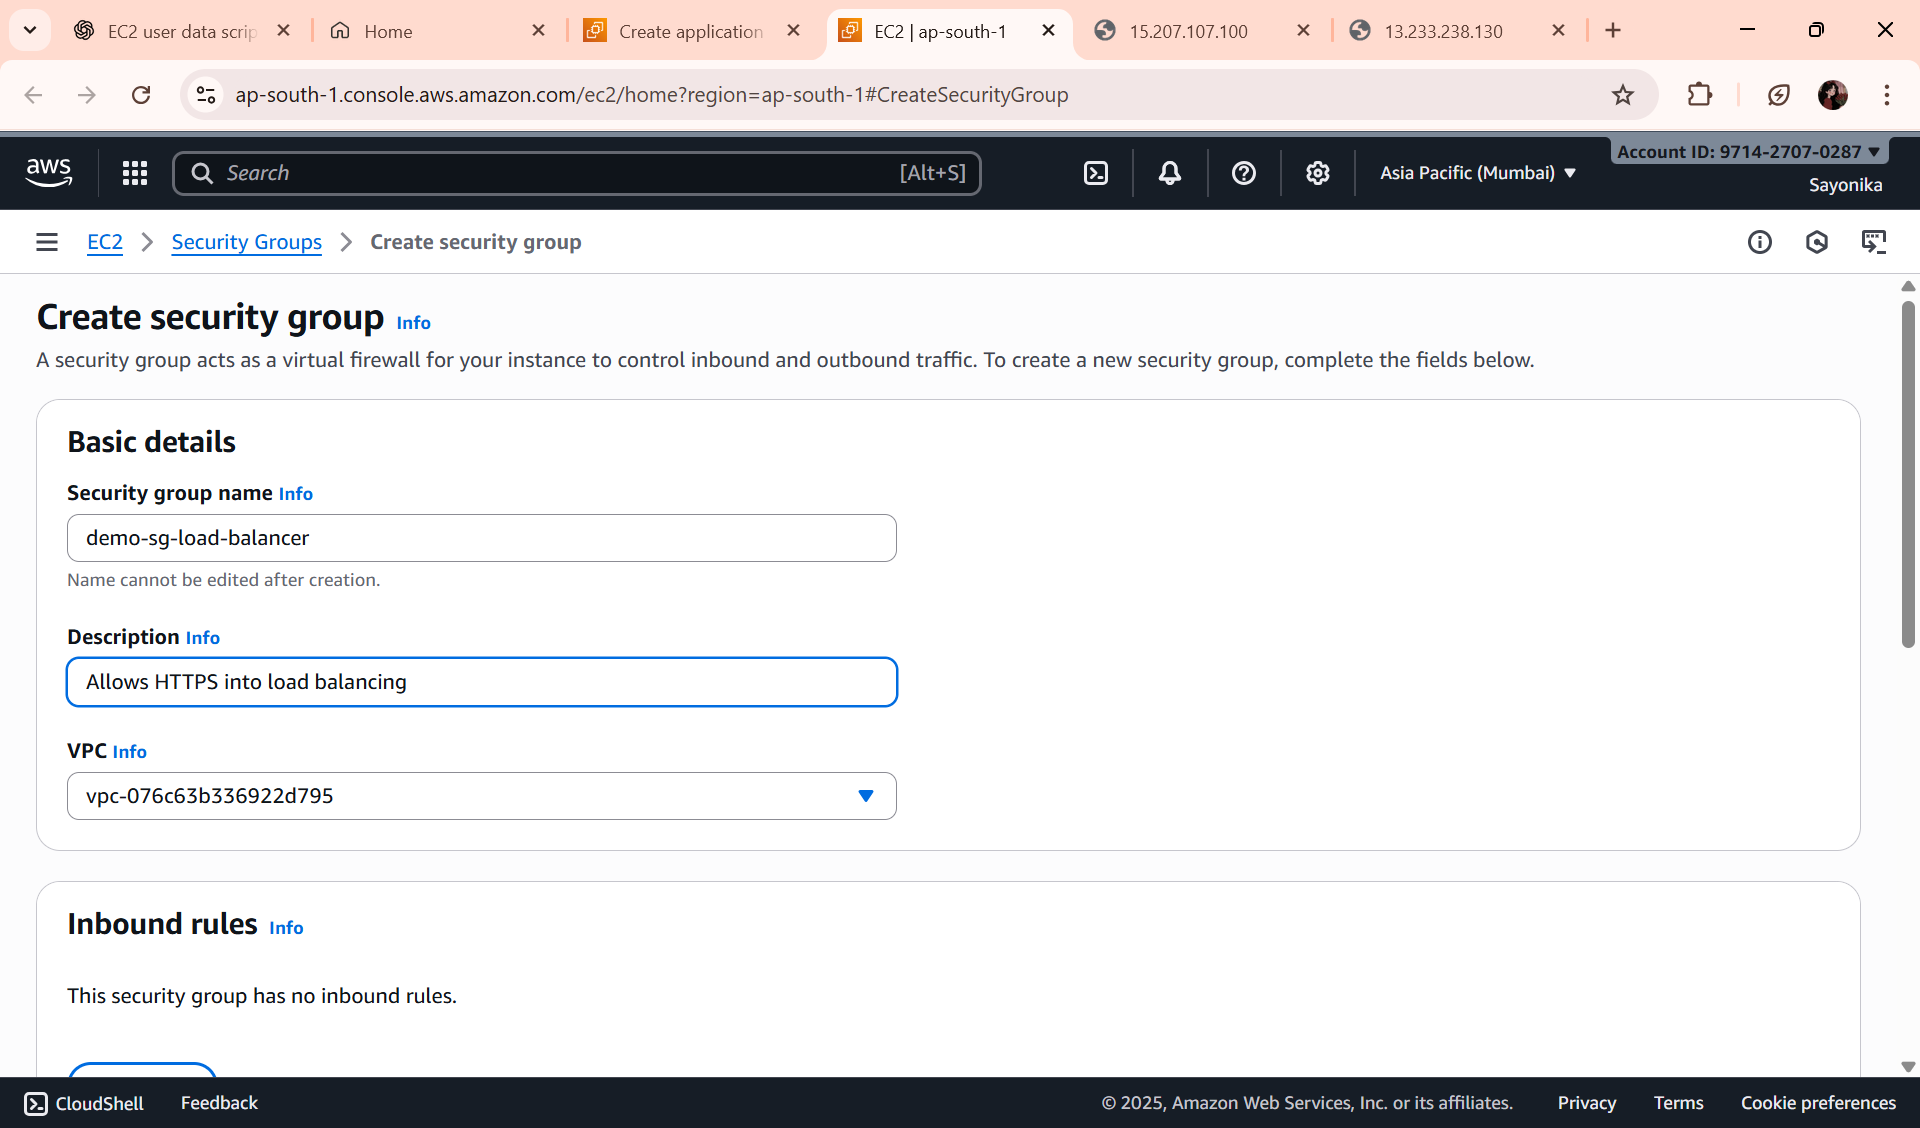 EC2 user data scrip
Home
Create application
EC2 | ap-south-1
15.207.107.100
13.233.238.130
ap-south-1.console.aws.amazon.com/ec2/home?region=ap-south-1#CreateSecurityGroup
aws
Search
[Alt+S]
Asia Pacific (Mumbai)
Account ID: 9714-2707-0287
Sayonika
EC2
Security Groups
Create security group
Create security group Info
A security group acts as a virtual firewall for your instance to control inbound and outbound traffic. To create a new security group, complete the fields below.
Basic details
Security group name Info
demo-sg-load-balancer
Name cannot be edited after creation.
Description Info
Allows HTTPS into load balancing
VPC Info
vpc-076c63b336922d795
Inbound rules Info
This security group has no inbound rules.
CloudShell
Feedback
© 2025, Amazon Web Services, Inc. or its affiliates.
Privacy
Terms
Cookie preferences